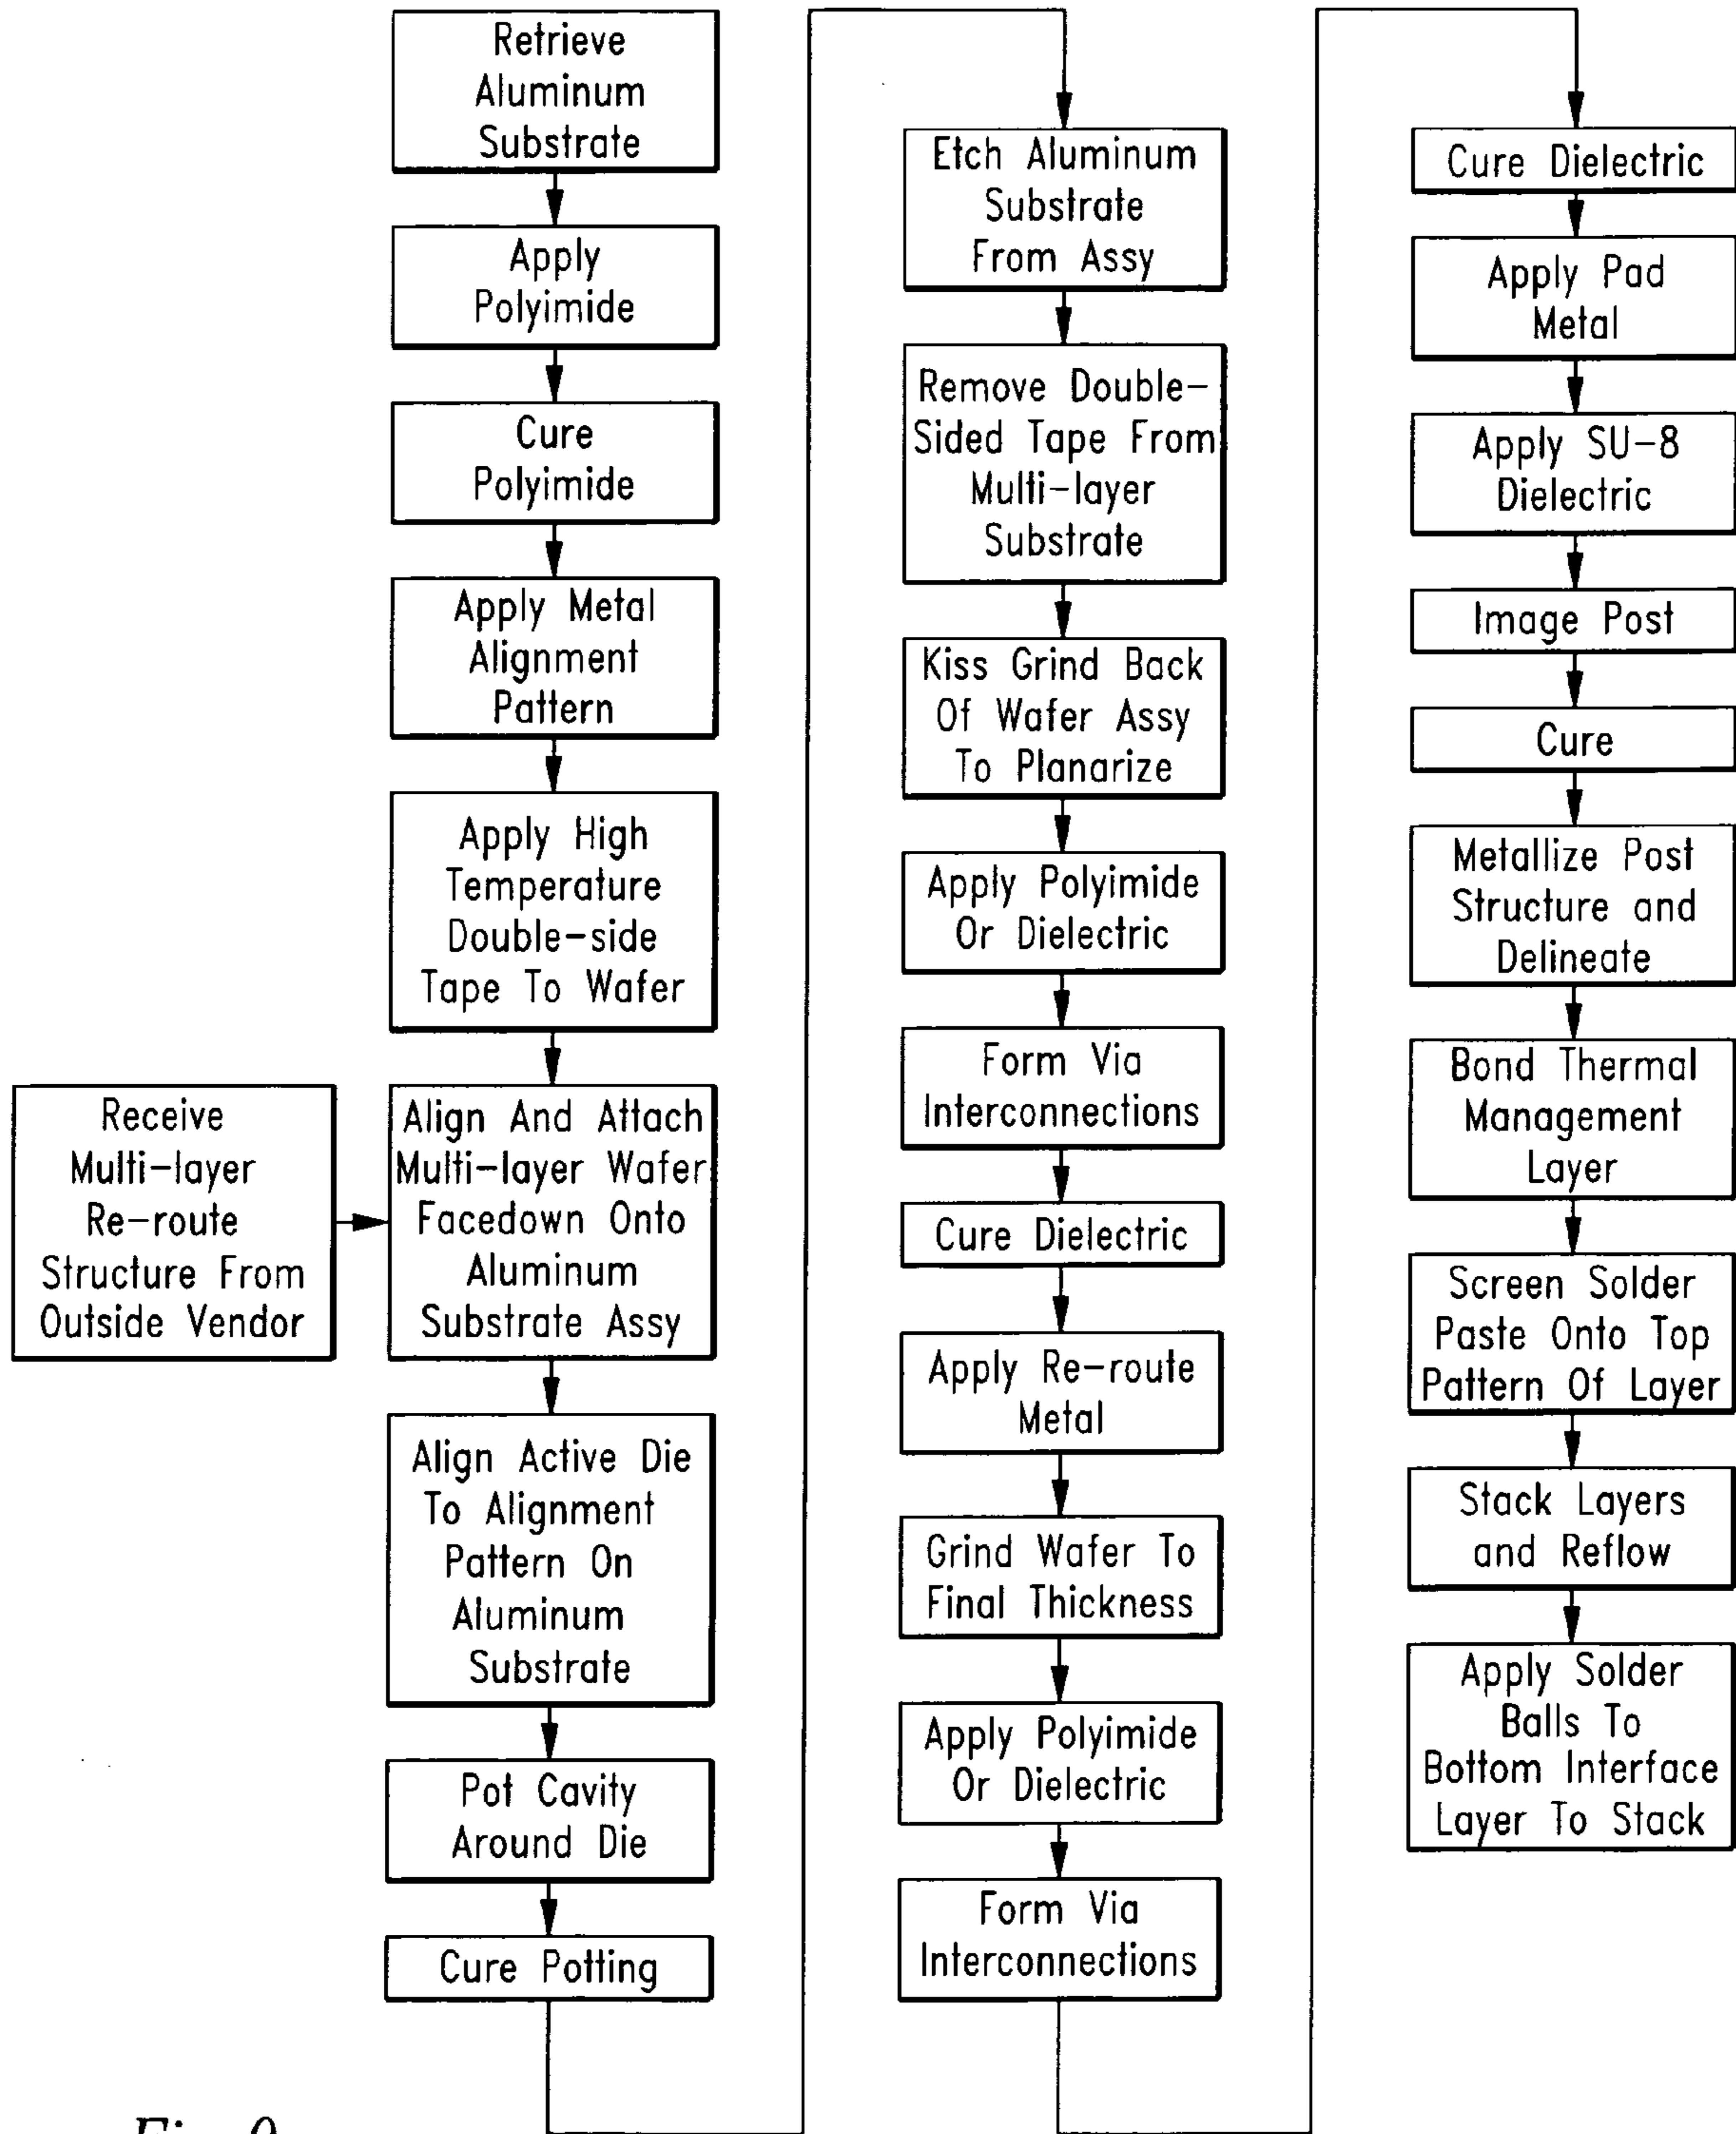 Retrieve
Aluminum
Substrate
Apply
Polyimide
Cure
Polyimide
Apply Metal
Alignment
Pattern
Apply High
Temperature
Double-side
Tape To Wafer
Receive
Multi-layer
Re-route
Structure From
Outside Vendor
Align And Attach
Multi-layer Wafer
Facedown Onto
Aluminum
Substrate Assy
Align Active Die
To Alignment
Pattern On
Aluminum
Substrate
Pot Cavity
Around Die
Cure Potting
Etch Aluminum
Substrate
From Assy
Remove Double-
Sided Tape From
Multi-layer
Substrate
Kiss Grind Back
Of Wafer Assy
To Planarize
Apply Polyimide
Or Dielectric
Form Via
Interconnections
Cure Dielectric
Apply Re-route
Metal
Grind Wafer To
Final Thickness
Apply Polyimide
Or Dielectric
Form Via
Interconnections
Cure Dielectric
Apply Pad
Metal
Apply SU-8
Dielectric
Image Post
Cure
Metallize Post
Structure and
Delineate
Bond Thermal
Management
Layer
Screen Solder
Paste Onto Top
Pattern Of Layer
Stack Layers
and Reflow
Apply Solder
Balls To
Bottom Interface
Layer To Stack